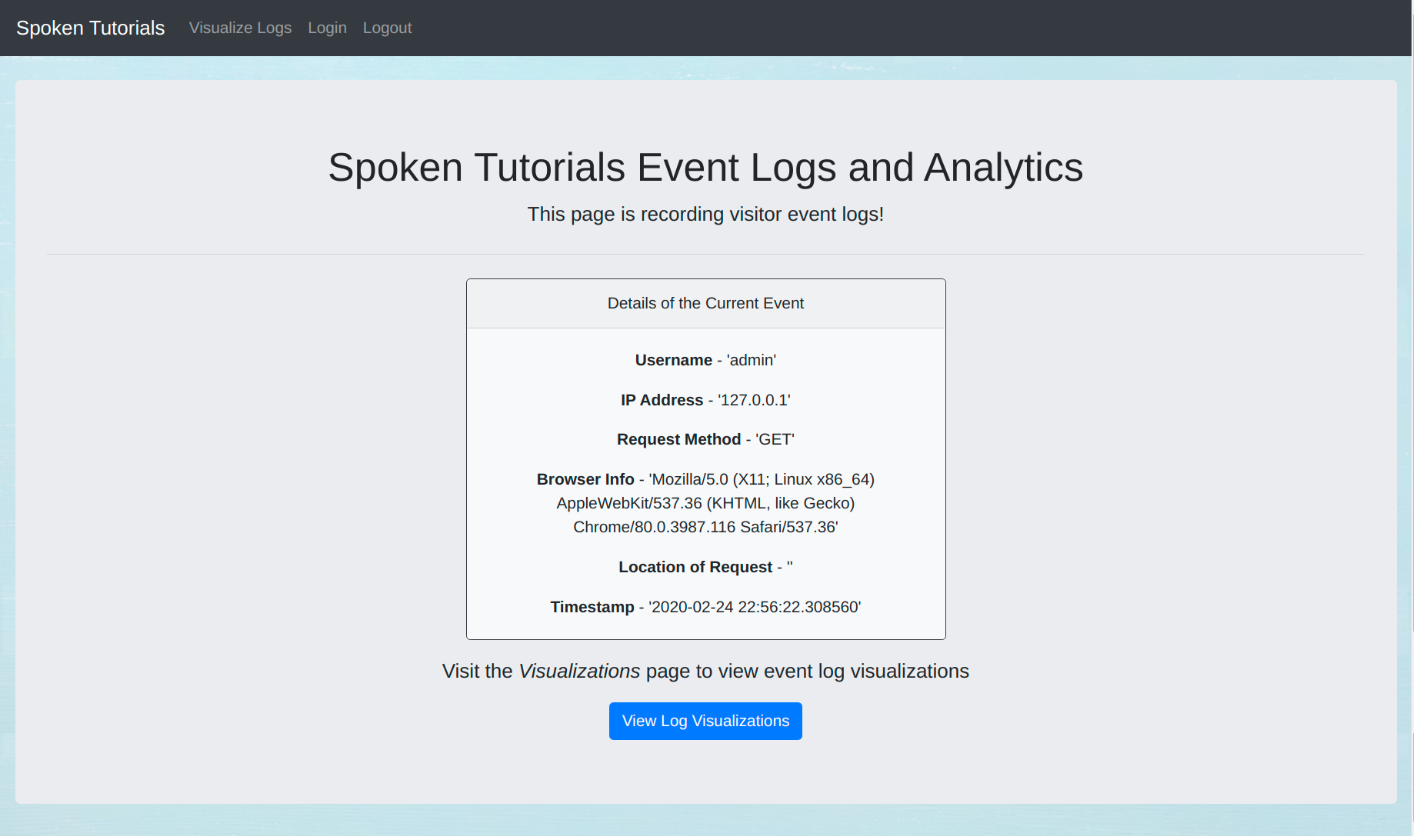 Spoken Tutorials Visualize Logs Login Logout
Spoken Tutorials Event Logs and Analytics
This page is recording visitor event logs!
Details of the Current Event
Username - 'admin'
IP Address - '127.0.0.1'
Request Method - 'GET'
Browser Info - 'Mozilla/5.0 (X11; Linux x86_64)
AppleWebKit/537.36 (KHTML, like Gecko)
Chrome/80.0.3987.116 Safari/537.36'
Location of Request - ''
Timestamp - '2020-02-24 22:56:22.308560'
Visit the Visualizations page to view event log visualizations
View Log Visualizations